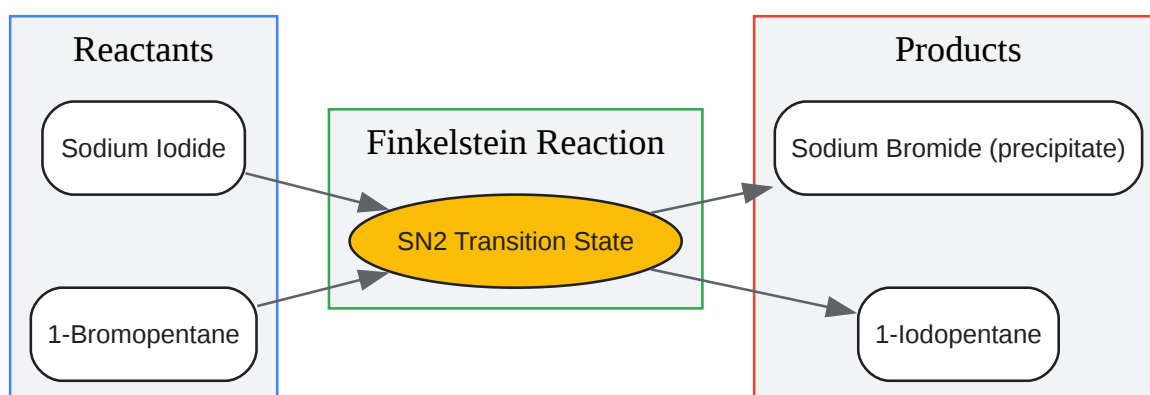 Reactants
Sodium Iodide
1-Bromopentane
Finkelstein Reaction
SN2 Transition State
Products
Sodium Bromide (precipitate)
1-Iodopentane